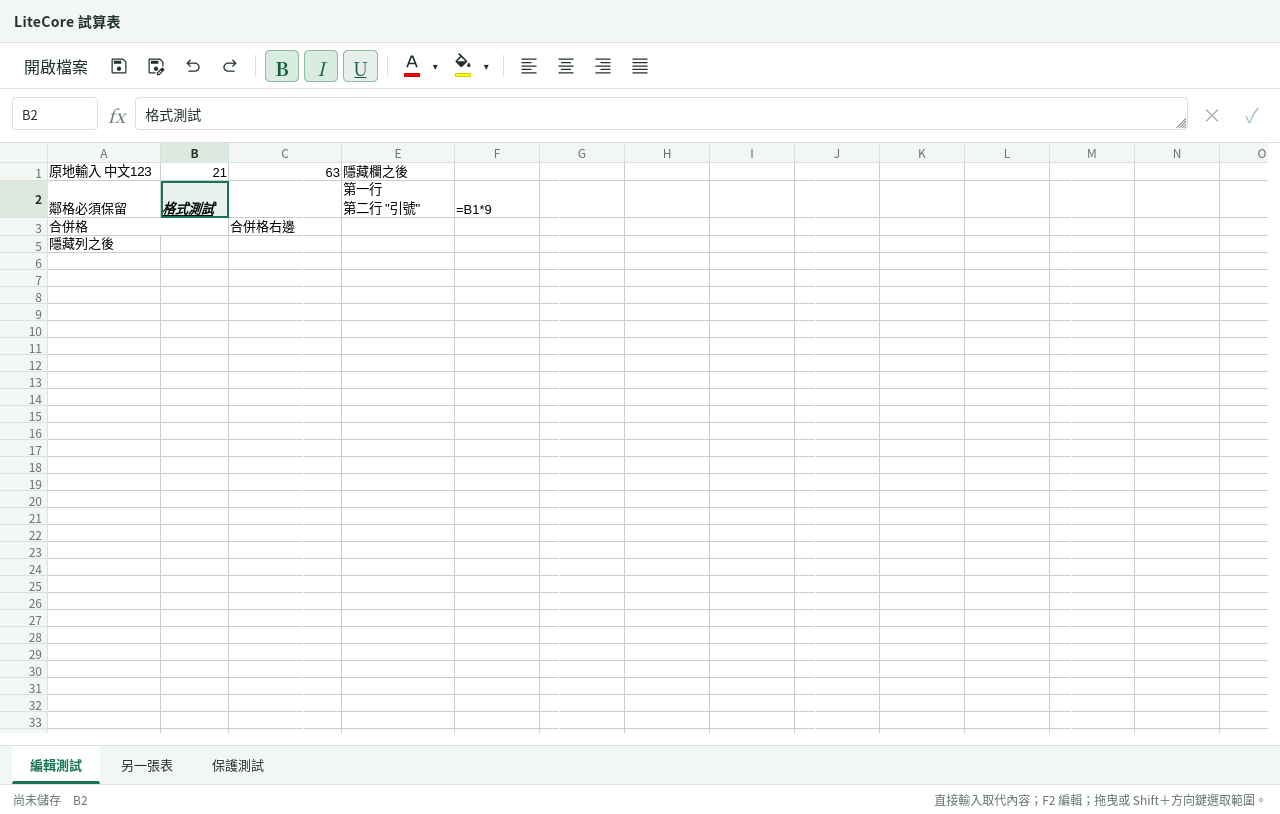 LiteCore 試算表
開啟檔案 B I U A ▾ ▾
B2 fx 格式測試
A B C E F G H I J K L M N O
1 原地輸入 中文123 21 63 隱藏欄之後
2 鄰格必須保留 格式測試 第一行
第二行 "引號" =B1*9
3 合併格 合併格右邊
5 隱藏列之後
6
7
8
9
10
11
12
13
14
15
16
17
18
19
20
21
22
23
24
25
26
27
28
29
30
31
32
33
編輯測試 另一張表 保護測試
尚未儲存 B2 直接輸入取代內容；F2 編輯；拖曳或 Shift＋方向鍵選取範圍。